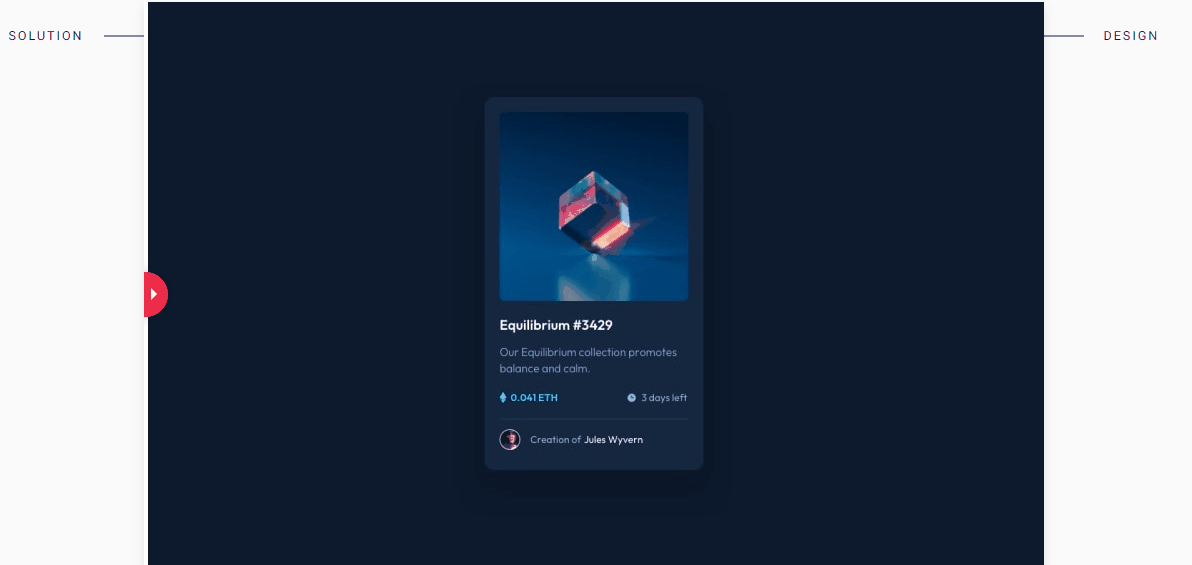 SOLUTION
DESIGN
Equilibrium #3429
Our Equilibrium collection promotes
balance and calm.
0.041 ETH
3 days left
Creation of Jules Wyvern